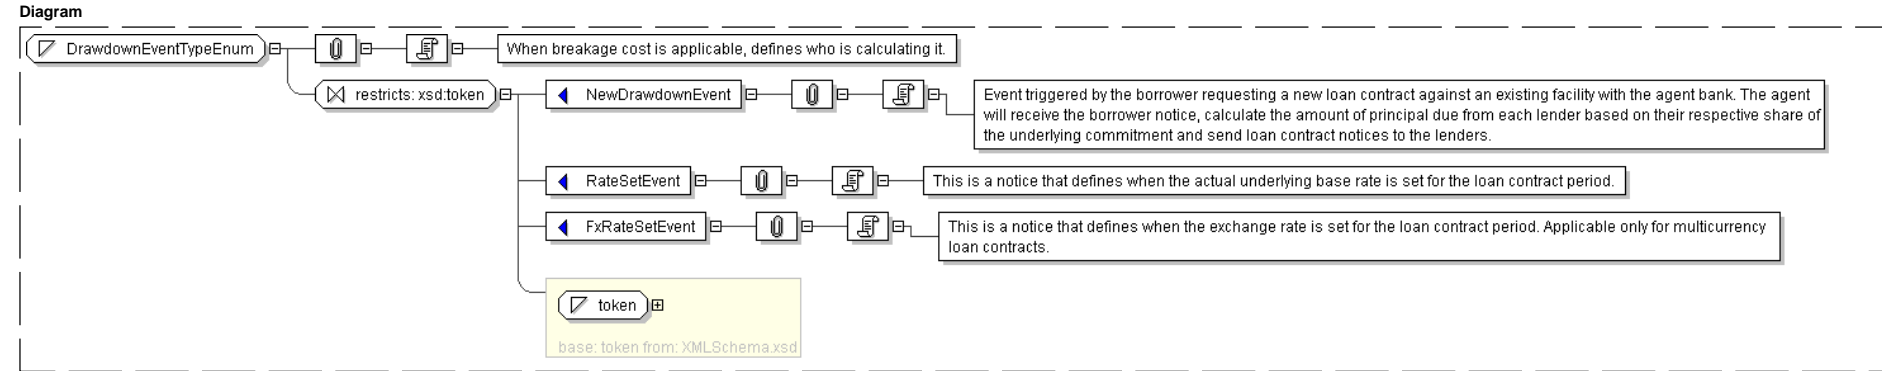 Diagram
DrawdownEventTypeEnum
When breakage cost is applicable, defines who is calculating it.
restricts: xsd:token
NewDrawdownEvent
Event triggered by the borrower requesting a new loan contract against an existing facility with the agent bank. The agent
will receive the borrower notice, calculate the amount of principal due from each lender based on their respective share of
the underlying commitment and send loan contract notices to the lenders.
RateSetEvent
This is a notice that defines when the actual underlying base rate is set for the loan contract period.
FxRateSetEvent
This is a notice that defines when the exchange rate is set for the loan contract period. Applicable only for multicurrency
loan contracts.
token
base: token from: XMLSchema.xsd